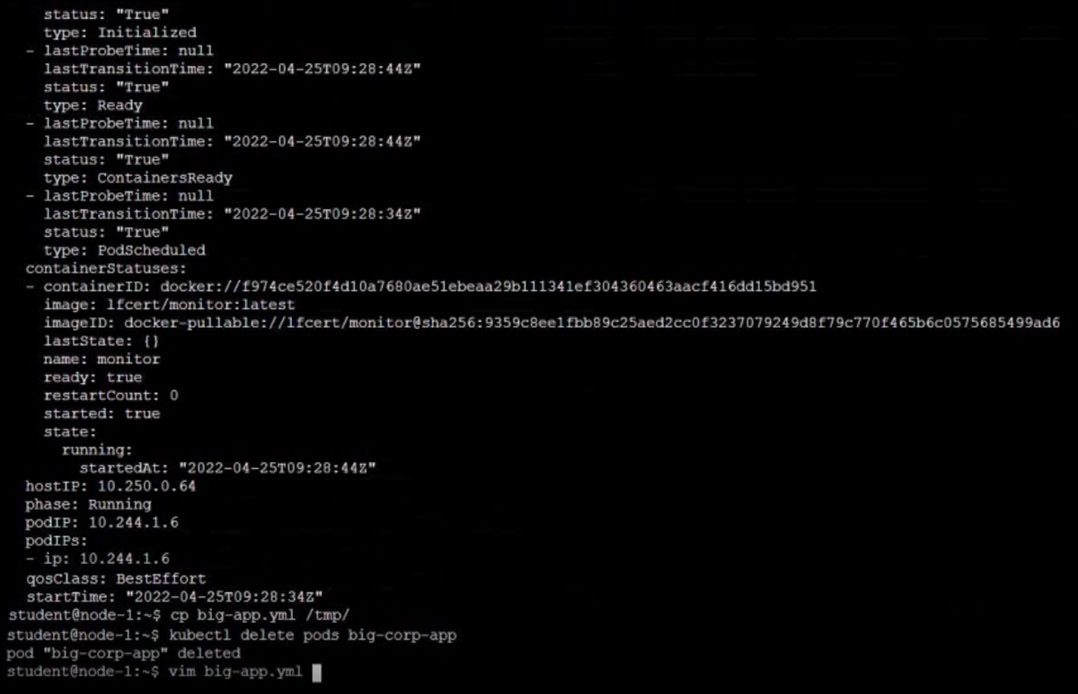 status: "True"
type: Initialized
- lastProbeTime: null
lastTransitionTime: "2022-04-25T09:28:44Z"
status: "True"
type: Ready
- lastProbeTime: null
lastTransitionTime: "2022-04-25T09:28:44Z"
status: "True"
type: ContainersReady
- lastProbeTime: null
lastTransitionTime: "2022-04-25T09:28:34Z"
status: "True"
type: PodScheduled
containerStatuses:
- containerID: docker://f974ce520f4d10a7680ae51ebeaa29b111341ef304360463aacf416dd15bd951
image: lfcert/monitor:latest
imageID: docker-pullable://lfcert/monitor@sha256:9359c8ee1fbb89c25aed2cc0f3237079249d8f79c770f465b6c0575685499ad6
lastState: {}
name: monitor
ready: true
restartCount: 0
started: true
state:
running:
startedAt: "2022-04-25T09:28:44Z"
hostIP: 10.250.0.64
phase: Running
podIP: 10.244.1.6
podIPs:
- ip: 10.244.1.6
qosClass: BestEffort
startTime: "2022-04-25T09:28:34Z"
student@node-1:~$ cp big-app.yml /tmp/
student@node-1:~$ kubectl delete pods big-corp-app
pod "big-corp-app" deleted
student@node-1:~$ vim big-app.yml